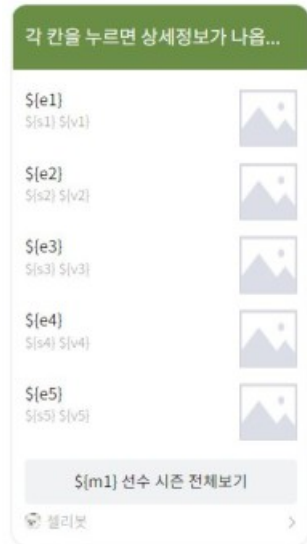 각 칸을 누르면 상세정보가 나옵...
${e1}
${s1} ${v1}
${e2}
${s2} ${v2}
${e3}
${s3} ${v3}
${e4}
${s4} ${v4}
${e5}
${s5} ${v5}
${m1} 선수 시즌 전체보기
첼리봇